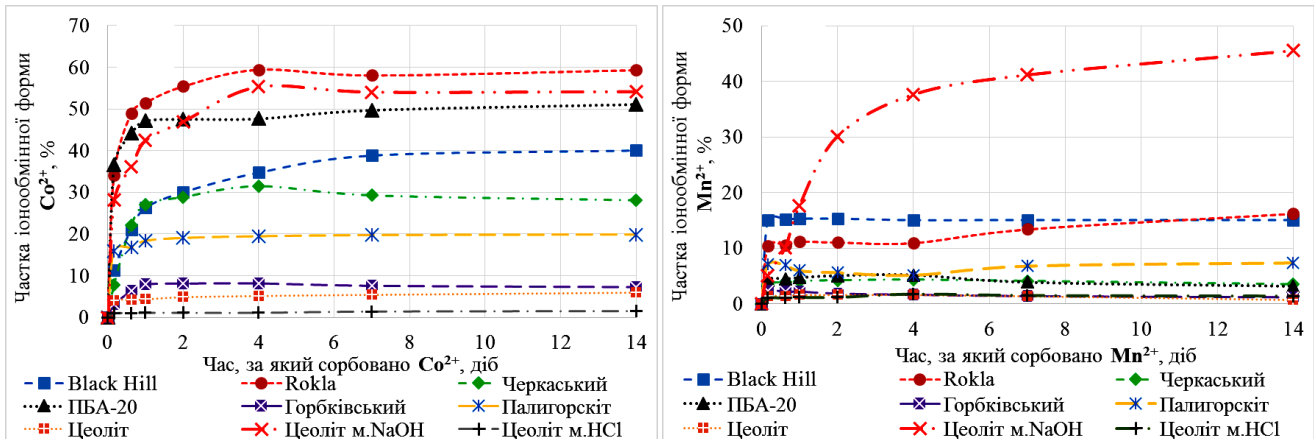 Частка іонообмінної форми
Co²⁺, %
70
60
50
40
30
20
10
0
0 2 4 6 8 10 12 14
Час, за який сорбовано Co²⁺, діб
Black Hill Rokla Черкаський
ПБА-20 Горбківський Палигорскіт
Цеоліт Цеоліт м.NaOH Цеоліт м.HCl
Частка іонообмінної форми
Mn²⁺, %
50
40
30
20
10
0
0 2 4 6 8 10 12 14
Час, за який сорбовано Mn²⁺, діб
Black Hill Rokla Черкаський
ПБА-20 Горбківський Палигорскіт
Цеоліт Цеоліт м.NaOH Цеоліт м.HCl